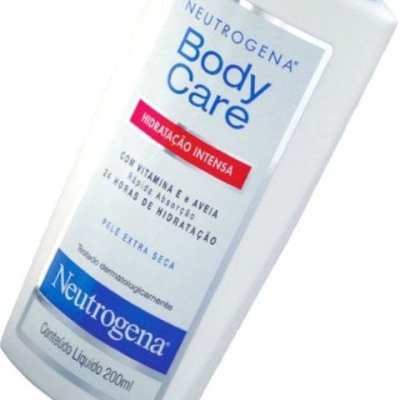 NEUTROGENA®
Body
Care
HIDRATAÇÃO INTENSA
COM VITAMINA E e AVEIA
Rápida Absorção
24 HORAS DE HIDRATAÇÃO
PELE EXTRA SECA
Testado dermatologicamente
Neutrogena®
Conteúdo Líquido 200ml